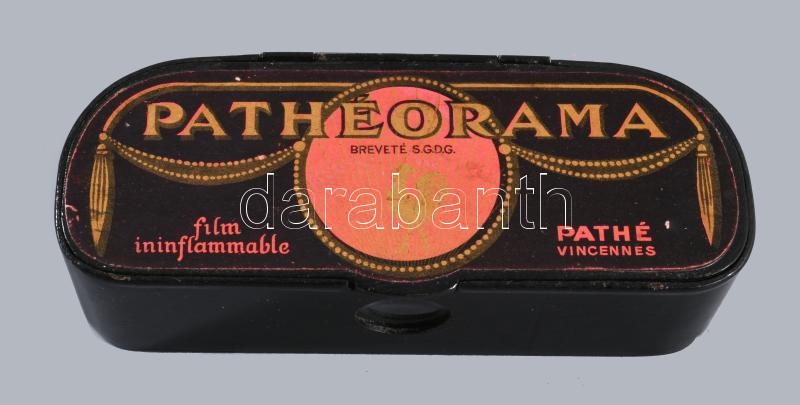 PATHÉORAMA
BREVETÉ S.G.D.G.
darabanth
film
ininflammable
PATHÉ
VINCENNES